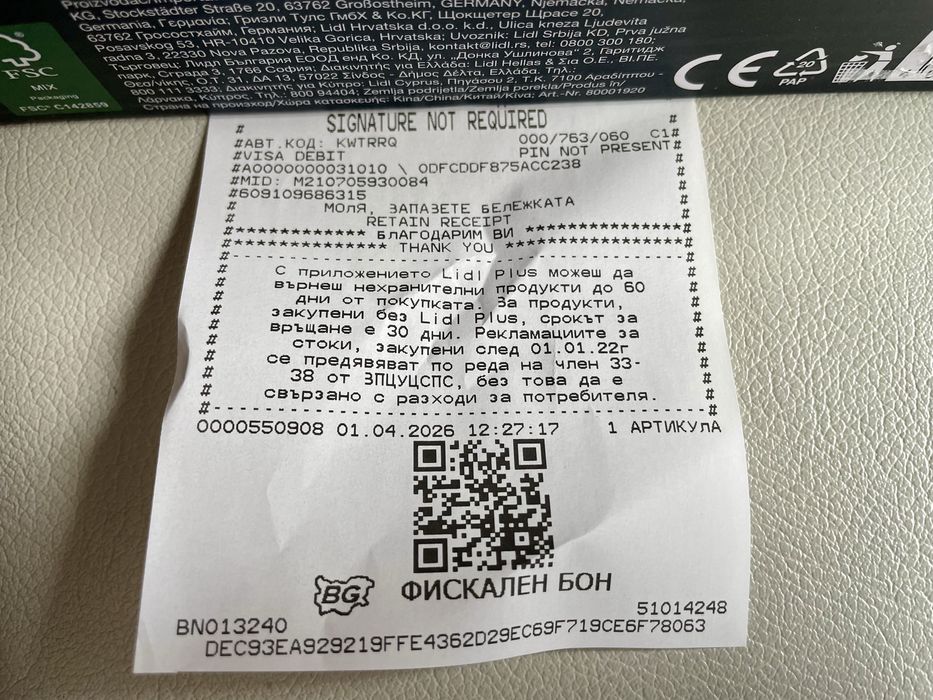 KG, Stockstädter Straße 20, 63762 Großostheim, GERMANY, Njemačka, Nemačka,
Germania, Γερμανία; Гризли Тулс ГмбХ & Ко.КГ, Щокщетер Щрасе 20,
63762 Гросостхайм, Германия; Lidl Hrvatska d.o.o. k.d., Ulica kneza Ljudevita
Posavskog 53, HR-10410 Velika Gorica, Hrvatska; Uvoznik: Lidl Srbija KD, Prva južna
radna 3, 22330 Nova Pazova, Republika Srbija, kontakt@lidl.rs, tel: 0800 300 180;
Търговец: Лидл България ЕООД енд Ко. КД, ул. „Донка Ушлинова“ 2, Гаритидж
парк, Сграда 3, 1766 София; Διανομέας: Lidl Hellas & Σια Ο.Ε., ΒΙ.ΠΕ.
Θεσ/νίκης, Ο.Τ. 31, ΔΑ 13, 57022 Σίνδος - Δήμος Δέλτα, Ελλάδα, Τηλ.:
Διανομέας για Κύπρο: Lidl Cyprus, Πηγάσου 2, Τ.Κ. 7100 Αραδίππου -
Λάρνακα, Κύπρος, Τηλ.: 800 94404; Zemlja podrijetla/Zemlja porekla/Produs în/
Страна на произход/Χώρα κατασκευής: Kina/China/Китай/Κίνα; Art.-Nr. 80001920
FSC
MIX
Packaging
FSC® C142859
CE
20
PAP
# SIGNATURE NOT REQUIRED #
#АВТ.КОД: KWTRRQ 000/763/060 C1#
#VISA DEBIT PIN NOT PRESENT#
#A0000000031010 \ 0DFCDDF875ACC238
#MID: M210705930084
#609109686315
# МОЛЯ, ЗАПАЗЕТЕ БЕЛЕЖКАТА #
# RETAIN RECEIPT #
#************* БЛАГОДАРИМ ВИ ****************#
#*************** THANK YOU ******************#
#--------------------------------------------#
# С приложението Lidl Plus можеш да #
# върнеш нехранителни продукти до 60 #
# дни от покупката. За продукти, #
# закупени без Lidl Plus, срокът за #
# връщане е 30 дни. Рекламациите за #
# стоки, закупени след 01.01.22г #
# се предявяват по реда на член 33- #
# 38 от ЗПЦУЦСПС, без това да е #
# свързано с разходи за потребителя. #
#--------------------------------------------#
0000550908 01.04.2026 12:27:17 1 АРТИКУЛА
BG ФИСКАЛЕН БОН
BN013240 51014248
DEC93EA929219FFE4362D29EC69F719CE6F78063